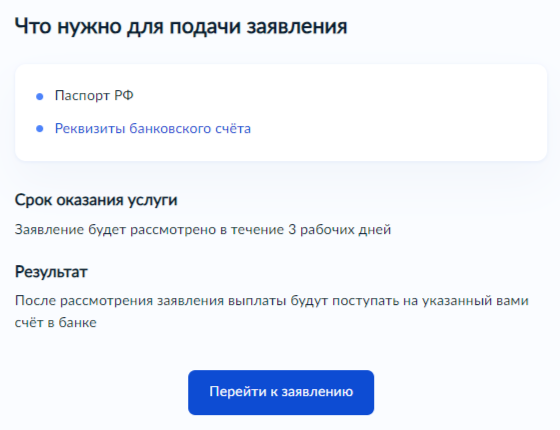 Что нужно для подачи заявления
Паспорт РФ
Реквизиты банковского счёта
Срок оказания услуги
Заявление будет рассмотрено в течение 3 рабочих дней
Результат
После рассмотрения заявления выплаты будут поступать на указанный вами
счёт в банке
Перейти к заявлению